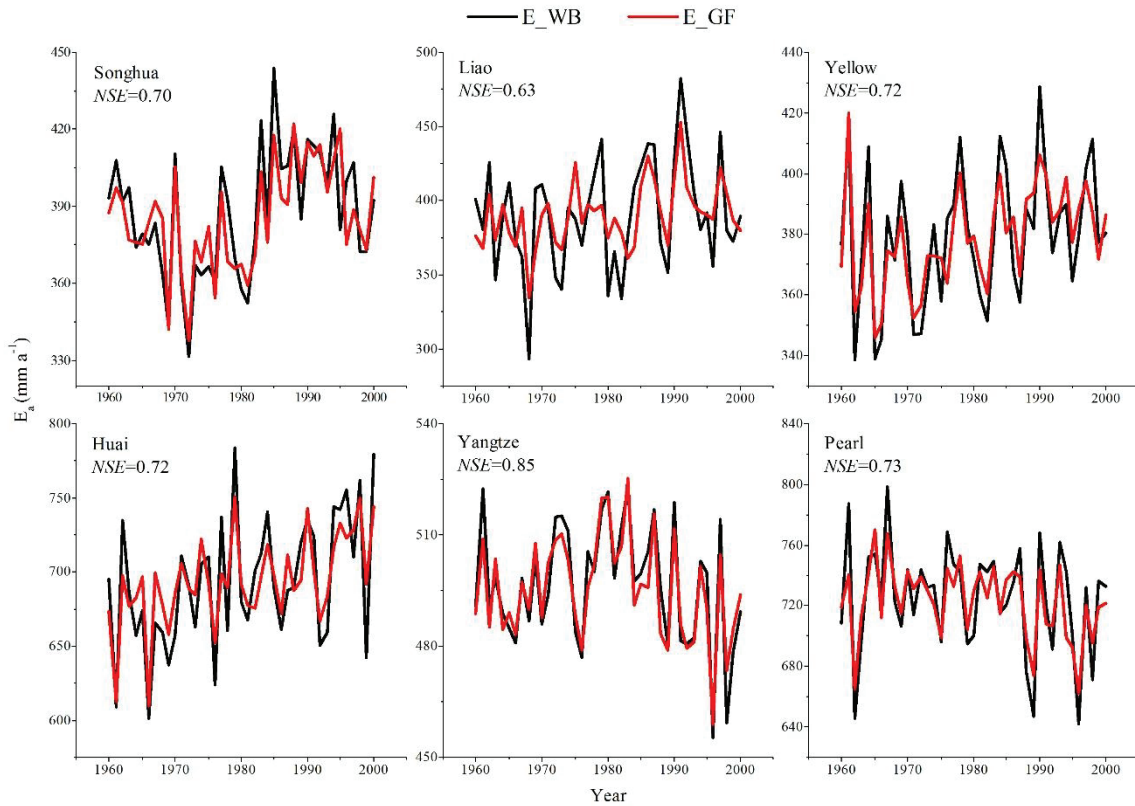 E_WB E_GF
450
420
390
360
330
1960 1970 1980 1990 2000
Songhua
NSE=0.70
500
450
400
350
300
1960 1970 1980 1990 2000
Liao
NSE=0.63
440
420
400
380
360
340
1960 1970 1980 1990 2000
Yellow
NSE=0.72
Ea (mm a-1)
800
750
700
650
600
1960 1970 1980 1990 2000
Huai
NSE=0.72
540
510
480
450
1960 1970 1980 1990 2000
Yangtze
NSE=0.85
840
800
760
720
680
640
1960 1970 1980 1990 2000
Pearl
NSE=0.73
Year